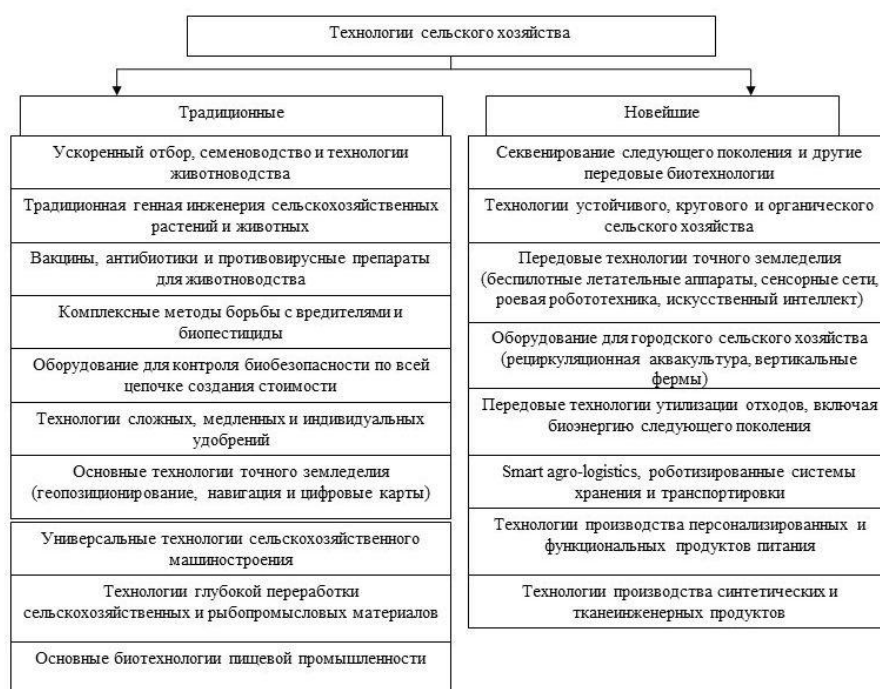 Технологии сельского хозяйства
Традиционные
Ускоренный отбор, семеноводство и технологии
животноводства
Традиционная генная инженерия сельскохозяйственных
растений и животных
Вакцины, антибиотики и противовирусные препараты
для животноводства
Комплексные методы борьбы с вредителями и
биопестициды
Оборудование для контроля биобезопасности по всей
цепочке создания стоимости
Технологии сложных, медленных и индивидуальных
удобрений
Основные технологии точного земледелия
(геопозиционирование, навигация и цифровые карты)
Универсальные технологии сельскохозяйственного
машиностроения
Технологии глубокой переработки
сельскохозяйственных и рыбопромысловых материалов
Основные биотехнологии пищевой промышленности
Новейшие
Секвенирование следующего поколения и другие
передовые биотехнологии
Технологии устойчивого, кругового и органического
сельского хозяйства
Передовые технологии точного земледелия
(беспилотные летательные аппараты, сенсорные сети,
роевая робототехника, искусственный интеллект)
Оборудование для городского сельского хозяйства
(рециркуляционная аквакультура, вертикальные
фермы)
Передовые технологии утилизации отходов, включая
биоэнергию следующего поколения
Smart agro-logistics, роботизированные системы
хранения и транспортировки
Технологии производства персонализированных и
функциональных продуктов питания
Технологии производства синтетических и
тканеинженерных продуктов